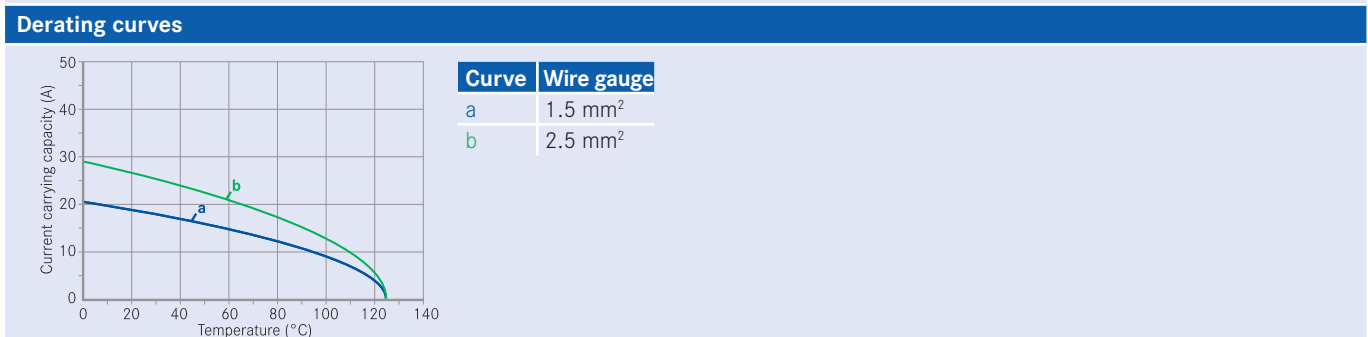 Derating curves
50
40
30
20
10
0
Current carrying capacity (A)
b
a
0 20 40 60 80 100 120 140
Temperature (°C)
Curve Wire gauge
a 1.5 mm²
b 2.5 mm²